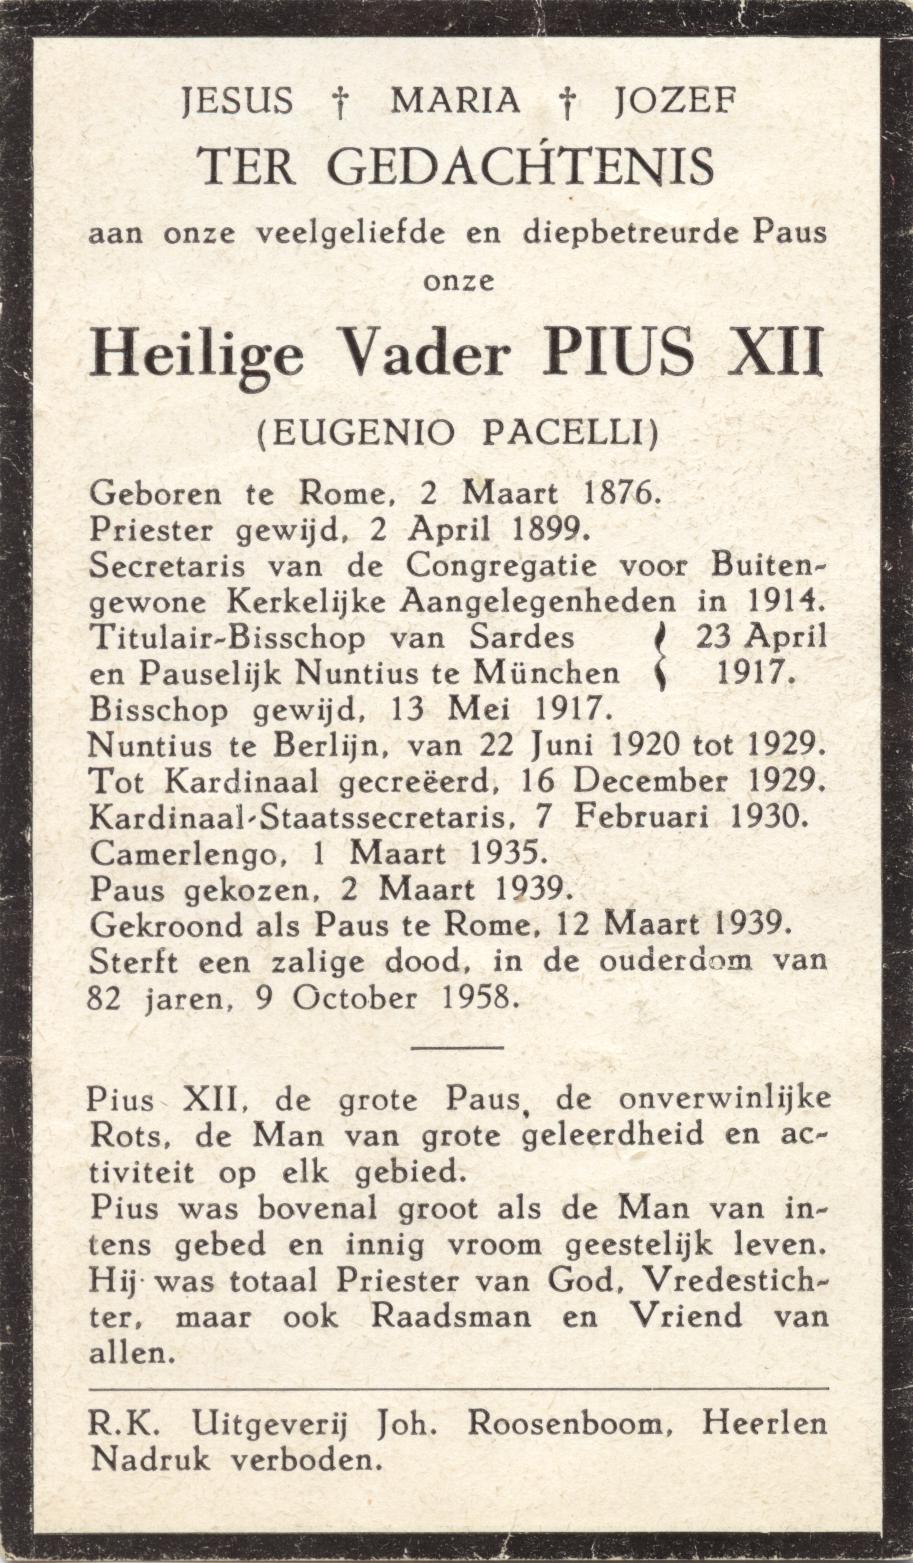 JESUS † MARIA † JOZEF
TER GEDACHTENIS
aan onze veelgeliefde en diepbetreurde Paus
onze
Heilige Vader PIUS XII
(EUGENIO PACELLI)
Geboren te Rome, 2 Maart 1876.
Priester gewijd, 2 April 1899.
Secretaris van de Congregatie voor Buiten-
gewone Kerkelijke Aangelegenheden in 1914.
Titulair-Bisschop van Sardes { 23 April
en Pauselijk Nuntius te München { 1917.
Bisschop gewijd, 13 Mei 1917.
Nuntius te Berlijn, van 22 Juni 1920 tot 1929.
Tot Kardinaal gecreëerd, 16 December 1929.
Kardinaal-Staatssecretaris, 7 Februari 1930.
Camerlengo, 1 Maart 1935.
Paus gekozen, 2 Maart 1939.
Gekroond als Paus te Rome, 12 Maart 1939.
Sterft een zalige dood, in de ouderdom van
82 jaren, 9 October 1958.
Pius XII, de grote Paus, de onverwinlijke
Rots, de Man van grote geleerdheid en ac-
tiviteit op elk gebied.
Pius was bovenal groot als de Man van in-
tens gebed en innig vroom geestelijk leven.
Hij was totaal Priester van God, Vredestich-
ter, maar ook Raadsman en Vriend van
allen.
R.K. Uitgeverij Joh. Roosenboom, Heerlen
Nadruk verboden.